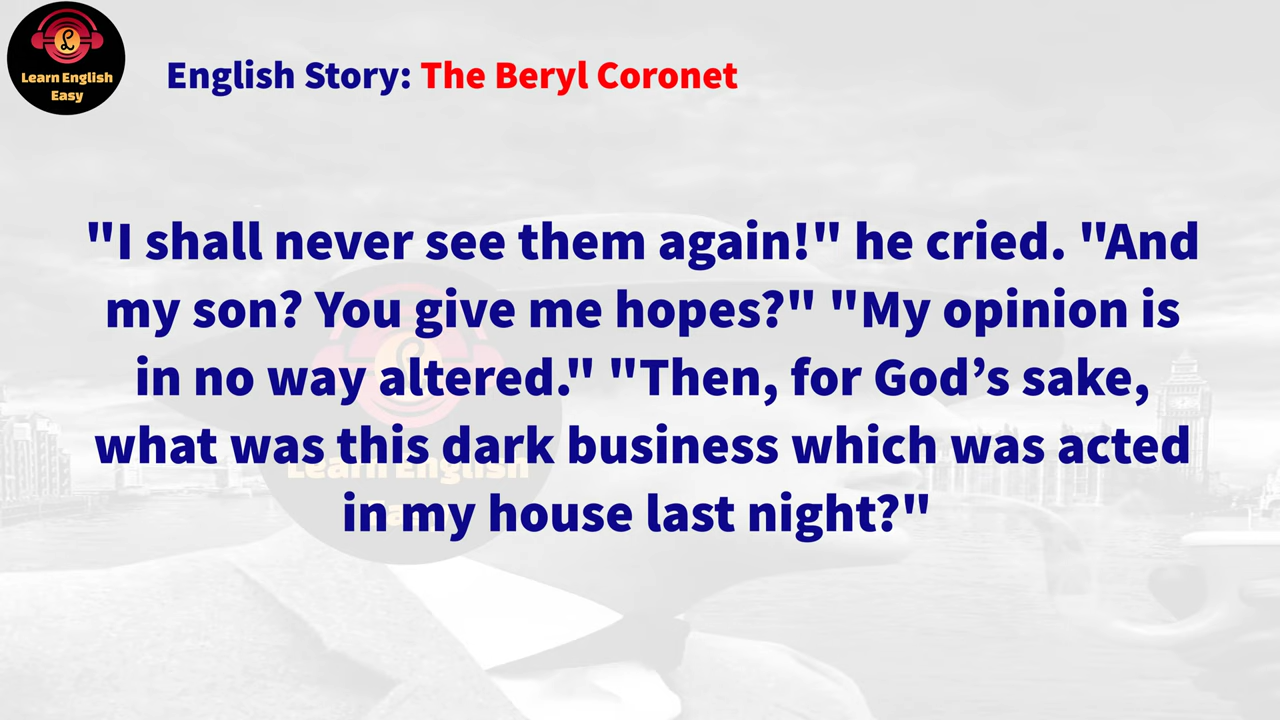 Learn English
Easy
English Story: The Beryl Coronet
"I shall never see them again!" he cried. "And
my son? You give me hopes?" "My opinion is
in no way altered." "Then, for God’s sake,
what was this dark business which was acted
Learn English
in my house last night?"